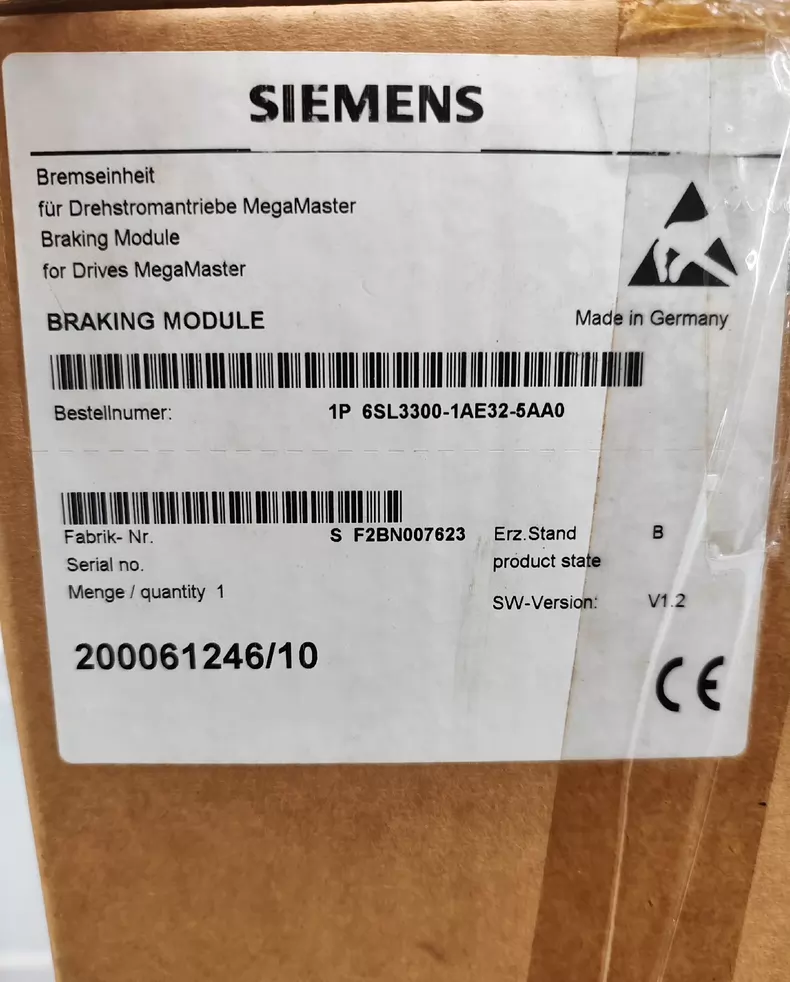 SIEMENS
Bremseinheit
für Drehstromantriebe MegaMaster
Braking Module
for Drives MegaMaster
BRAKING MODULE
Made in Germany
Bestellnumer: 1P 6SL3300-1AE32-5AA0
Fabrik- Nr. S F2BN007623 Erz.Stand B
Serial no. product state
Menge / quantity 1
SW-Version: V1.2
200061246/10
CE